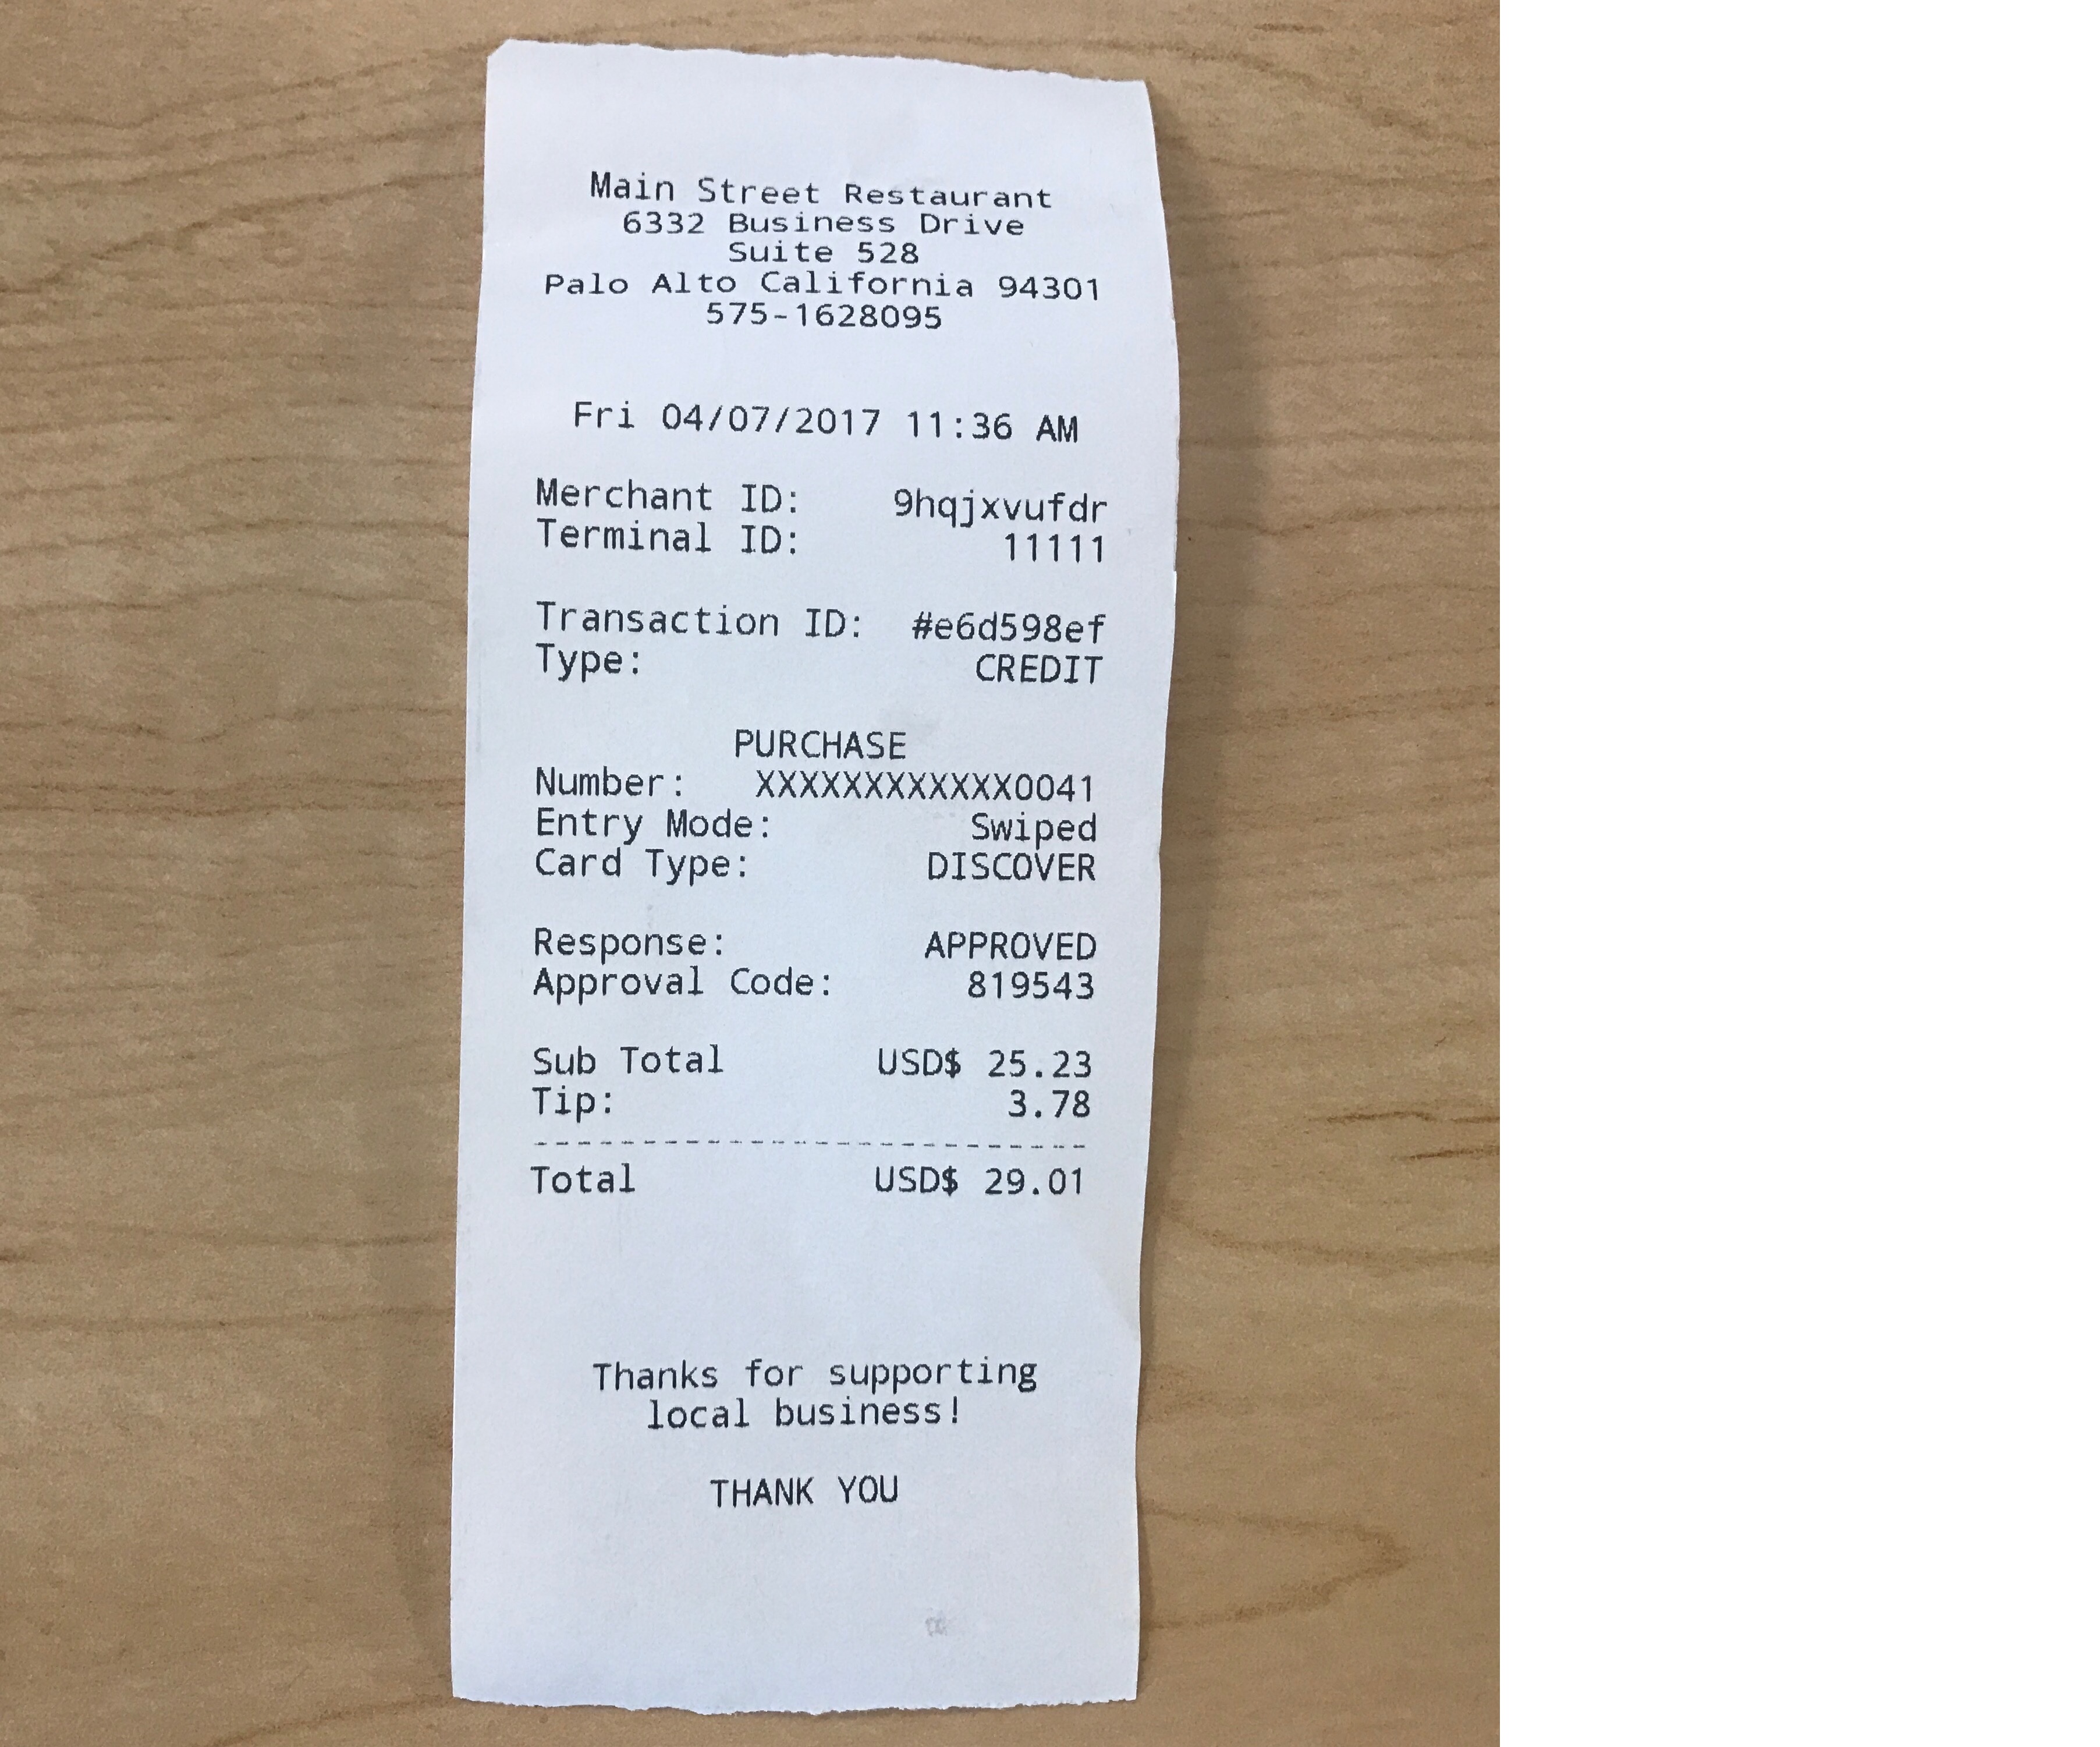 Main Street Restaurant
6332 Business Drive
Suite 528
Palo Alto California 94301
575-1628095
Fri 04/07/2017 11:36 AM
Merchant ID: 9hqjxvufdr
Terminal ID: 11111
Transaction ID: #e6d598ef
Type: CREDIT
PURCHASE
Number: XXXXXXXXXXXX0041
Entry Mode: Swiped
Card Type: DISCOVER
Response: APPROVED
Approval Code: 819543
Sub Total USD$ 25.23
Tip: 3.78
--------------------------
Total USD$ 29.01
Thanks for supporting
local business!
THANK YOU